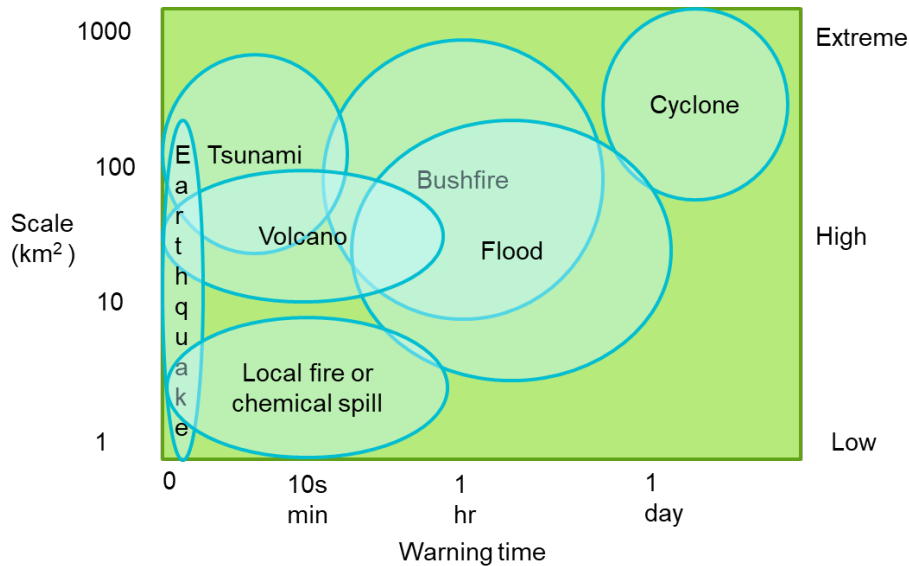 1000
Extreme
Cyclone
Tsunami
100
Bushfire
Earthquake
Scale
(km²)
Volcano
High
Flood
10
Local fire or
chemical spill
1
Low
0
10s
min
1
hr
1
day
Warning time